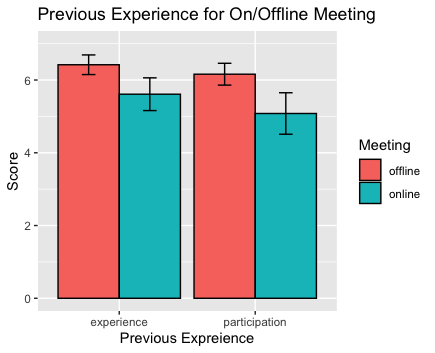 Previous Experience for On/Offline Meeting
Score
6
4
2
0
experience
participation
Previous Expreience
Meeting
offline
online